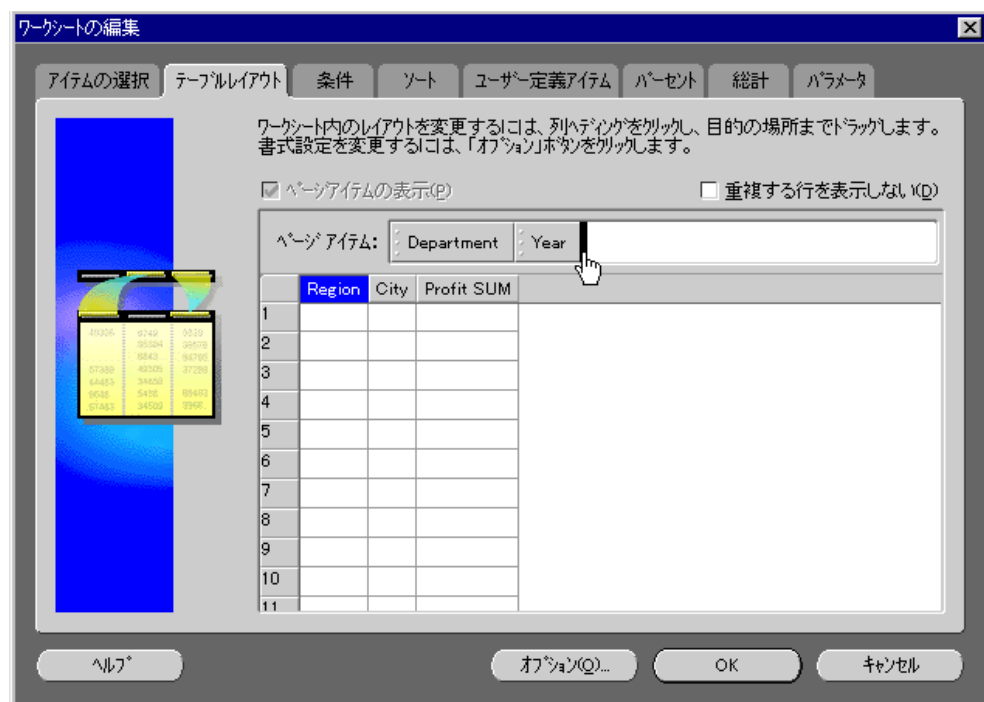 ワークシートの編集
アイテムの選択 テーブルレイアウト 条件 ソート ユーザー定義アイテム パーセント 総計 パラメータ
ワークシート内のレイアウトを変更するには、列ヘディングをクリックし、目的の場所までドラッグします。
書式設定を変更するには、「オプション」ボタンをクリックします。
ページアイテムの表示(P) 重複する行を表示しない(D)
ページ アイテム: Department Year
Region City Profit SUM
1
2
3
4
5
6
7
8
9
10
11
ヘルプ オプション(O)... OK キャンセル